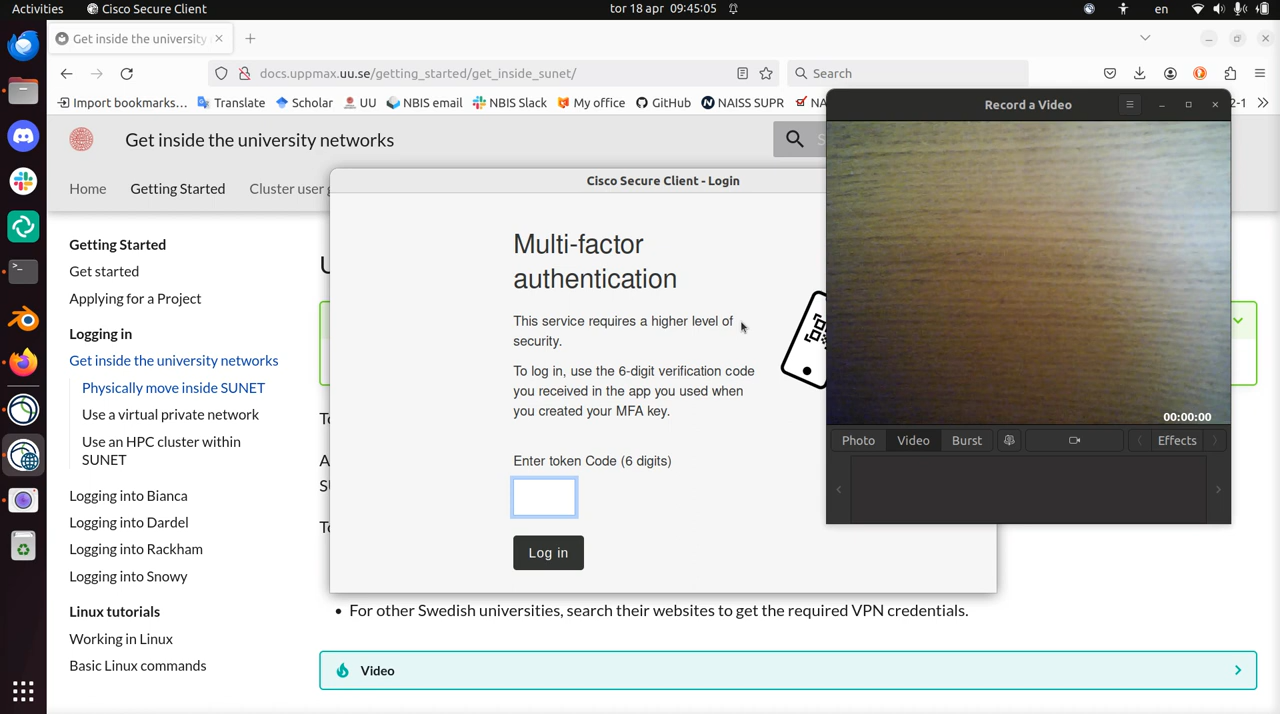 Activities
Cisco Secure Client
tor 18 apr 09:45:05
en
Get inside the university
docs.uppmax.uu.se/getting_started/get_inside_sunet/
Search
Import bookmarks...
Translate
Scholar
UU
NBIS email
NBIS Slack
My office
GitHub
NAISS SUPR
NA
2-1
Get inside the university networks
S
Home
Getting Started
Cluster user g
Getting Started
Get started
Applying for a Project
Logging in
Get inside the university networks
Physically move inside SUNET
Use a virtual private network
Use an HPC cluster within
SUNET
Logging into Bianca
Logging into Dardel
Logging into Rackham
Logging into Snowy
Linux tutorials
Working in Linux
Basic Linux commands
Cisco Secure Client - Login
Multi-factor
authentication
This service requires a higher level of
security.
To log in, use the 6-digit verification code
you received in the app you used when
you created your MFA key.
Enter token Code (6 digits)
Log in
Record a Video
00:00:00
Photo
Video
Burst
Effects
• For other Swedish universities, search their websites to get the required VPN credentials.
Video